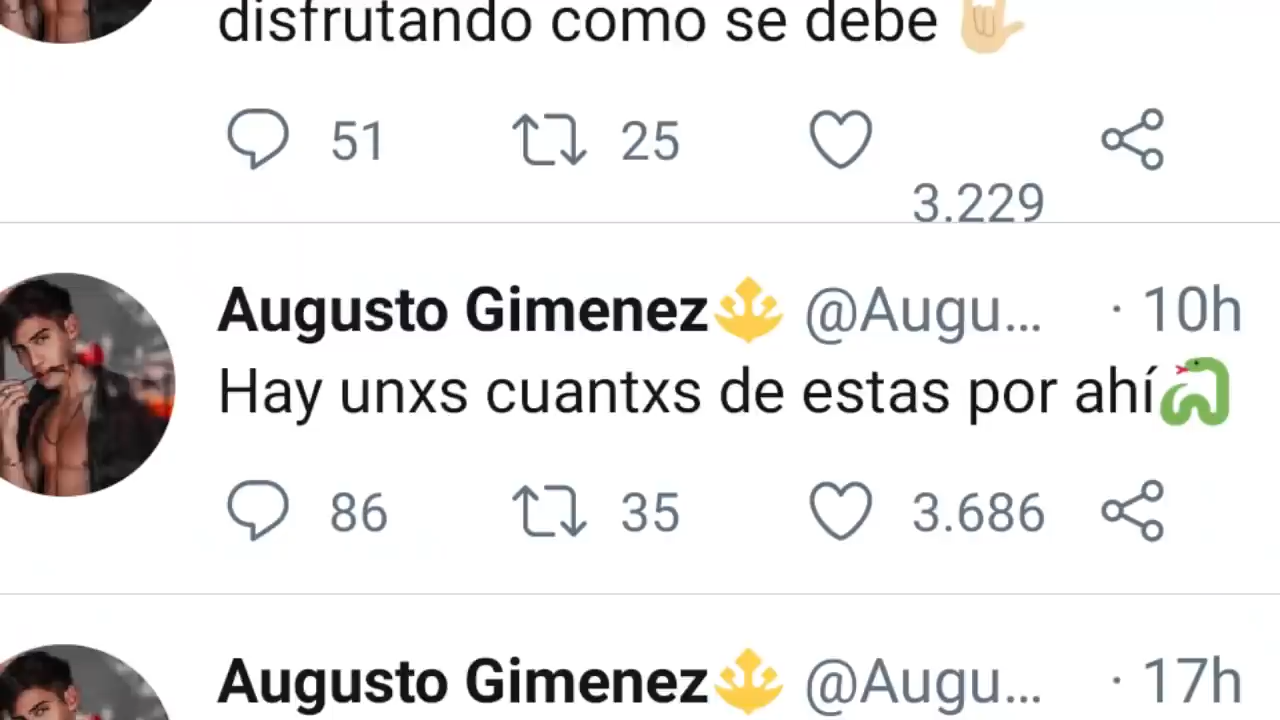 disfrutando como se debe 🤟🏼
51 25
3.229
Augusto Gimenez🔱 @Augu... · 10h
Hay unxs cuantxs de estas por ahí🐍
86 35 3.686
Augusto Gimenez🔱 @Augu... · 17h